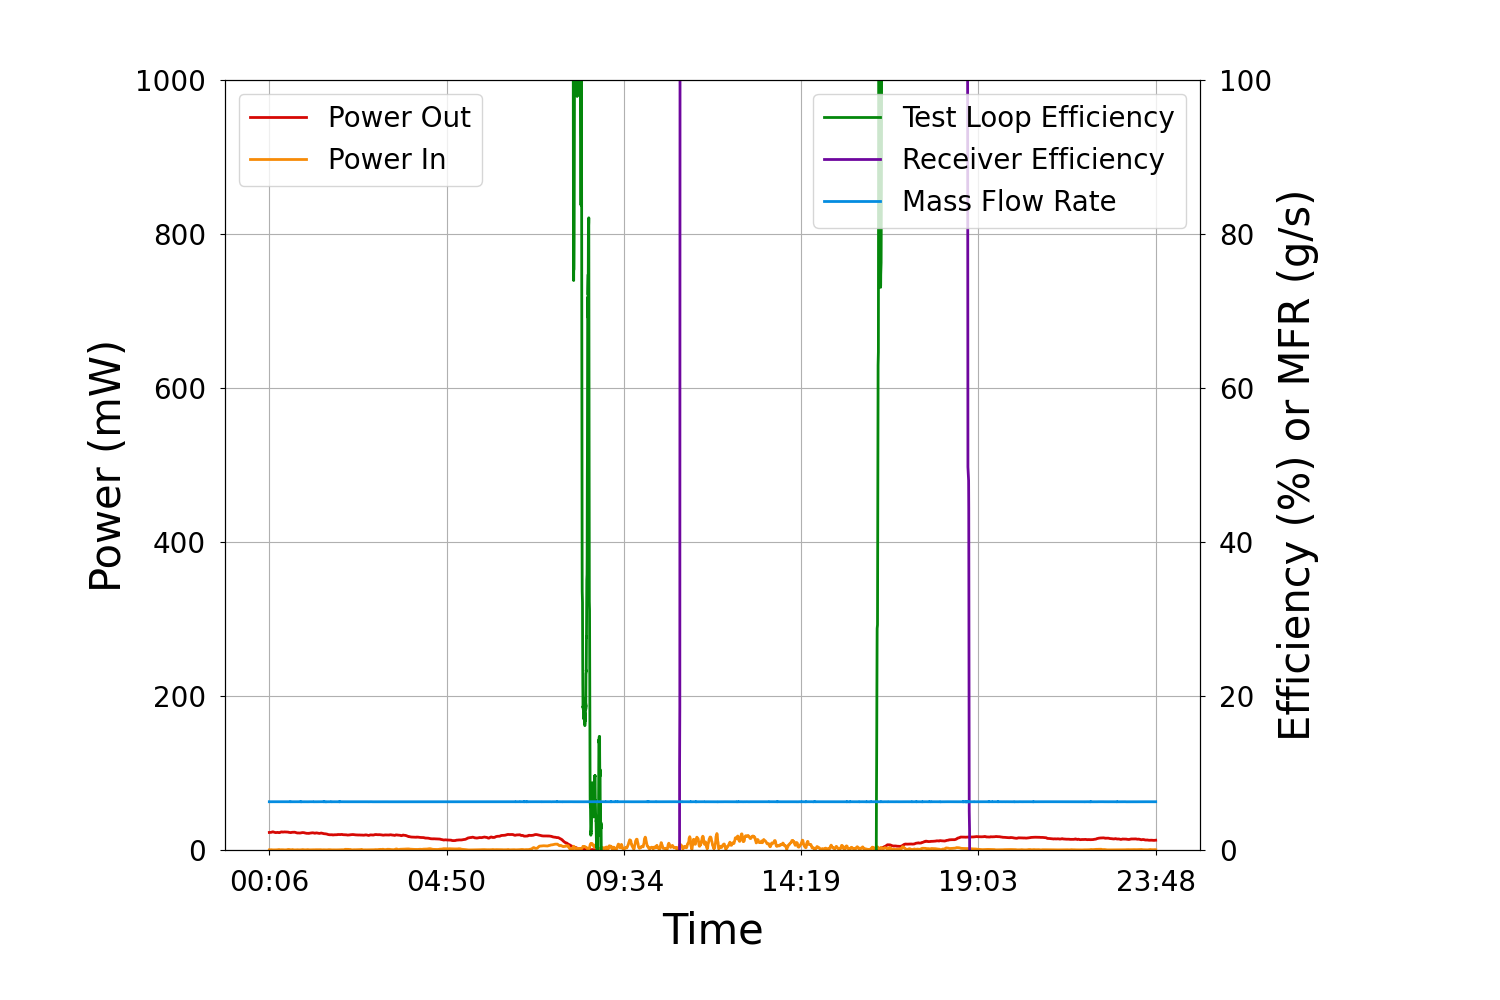 1000
800
600
400
200
0
Power (mW)
Power Out
Power In
Test Loop Efficiency
Receiver Efficiency
Mass Flow Rate
100
80
60
40
20
0
Efficiency (%) or MFR (g/s)
00:06 04:50 09:34 14:19 19:03 23:48
Time